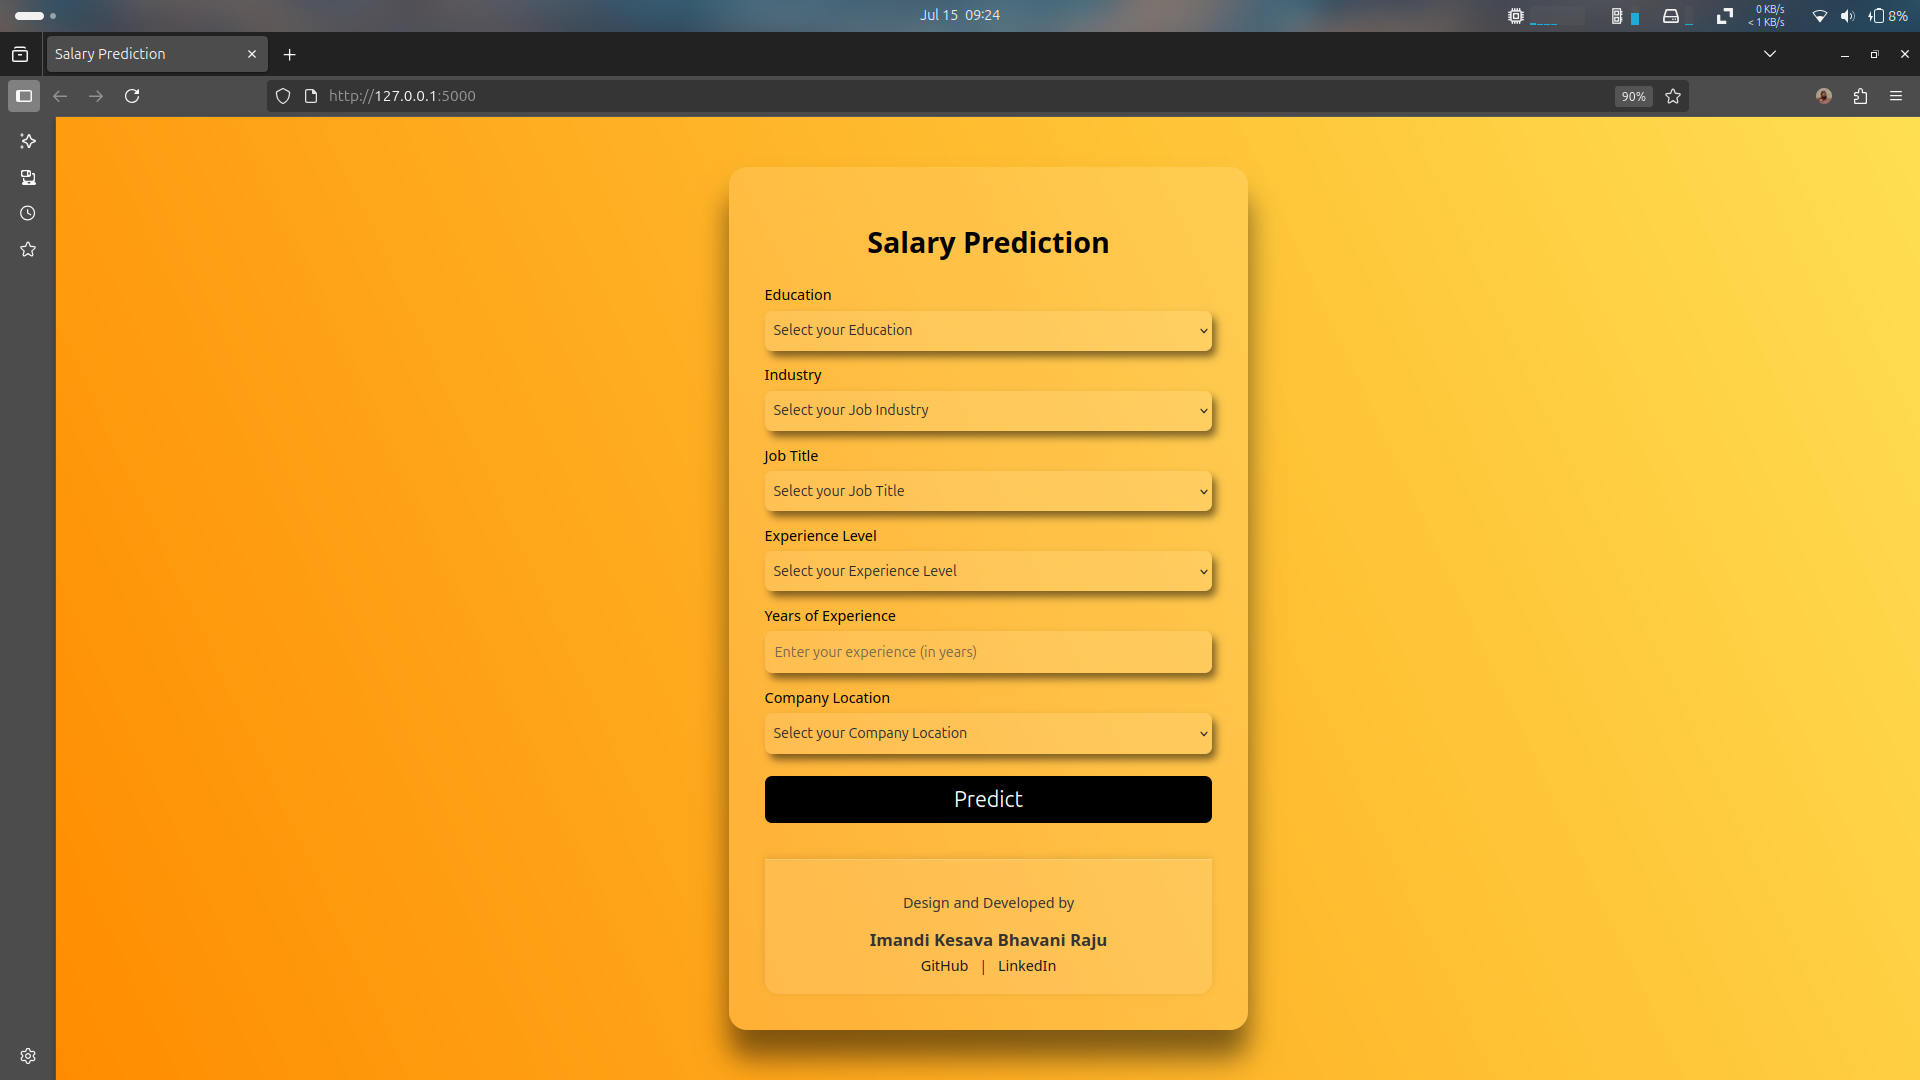 Jul 15 09:24
0 KB/s
< 1 KB/s
8%
Salary Prediction
http://127.0.0.1:5000
90%
Salary Prediction
Education
Select your Education
Industry
Select your Job Industry
Job Title
Select your Job Title
Experience Level
Select your Experience Level
Years of Experience
Enter your experience (in years)
Company Location
Select your Company Location
Predict
Design and Developed by
Imandi Kesava Bhavani Raju
GitHub | LinkedIn